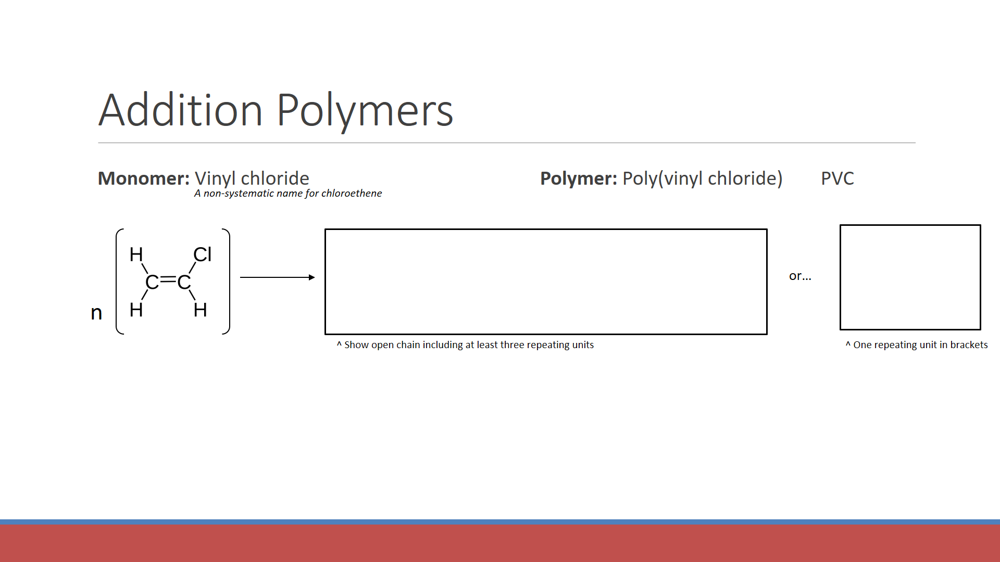 Addition Polymers
Monomer: Vinyl chloride
A non-systematic name for chloroethene
Polymer: Poly(vinyl chloride) PVC
H Cl
C=C
n H H
or...
^ Show open chain including at least three repeating units
^ One repeating unit in brackets